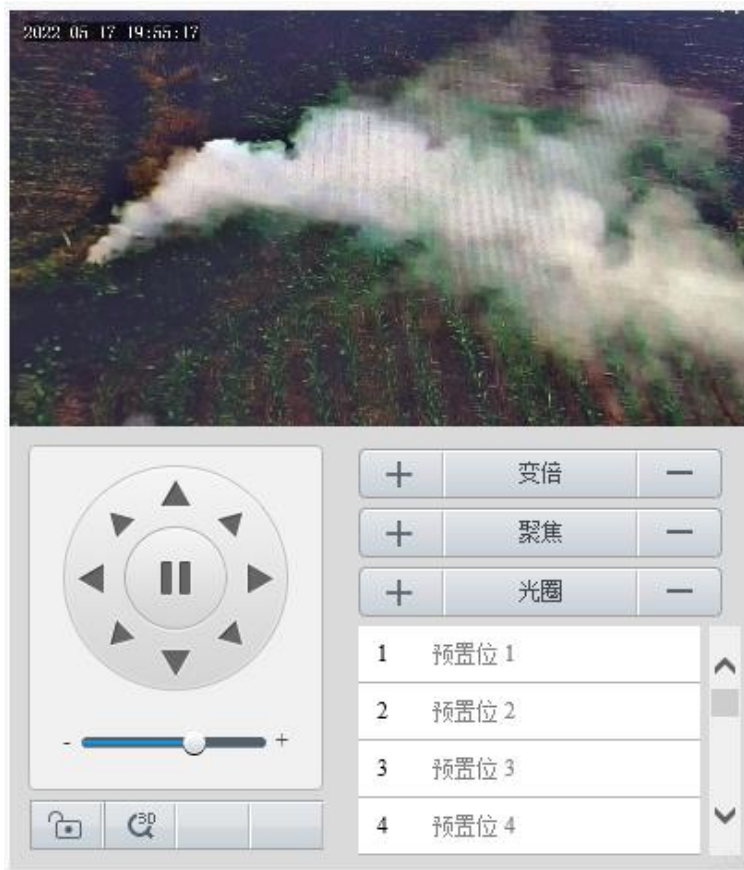 2022 05 17 19:55:17
+ 变倍 —
+ 聚焦 —
+ 光圈 —
1 预置位 1
2 预置位 2
3 预置位 3
4 预置位 4
- +
3D